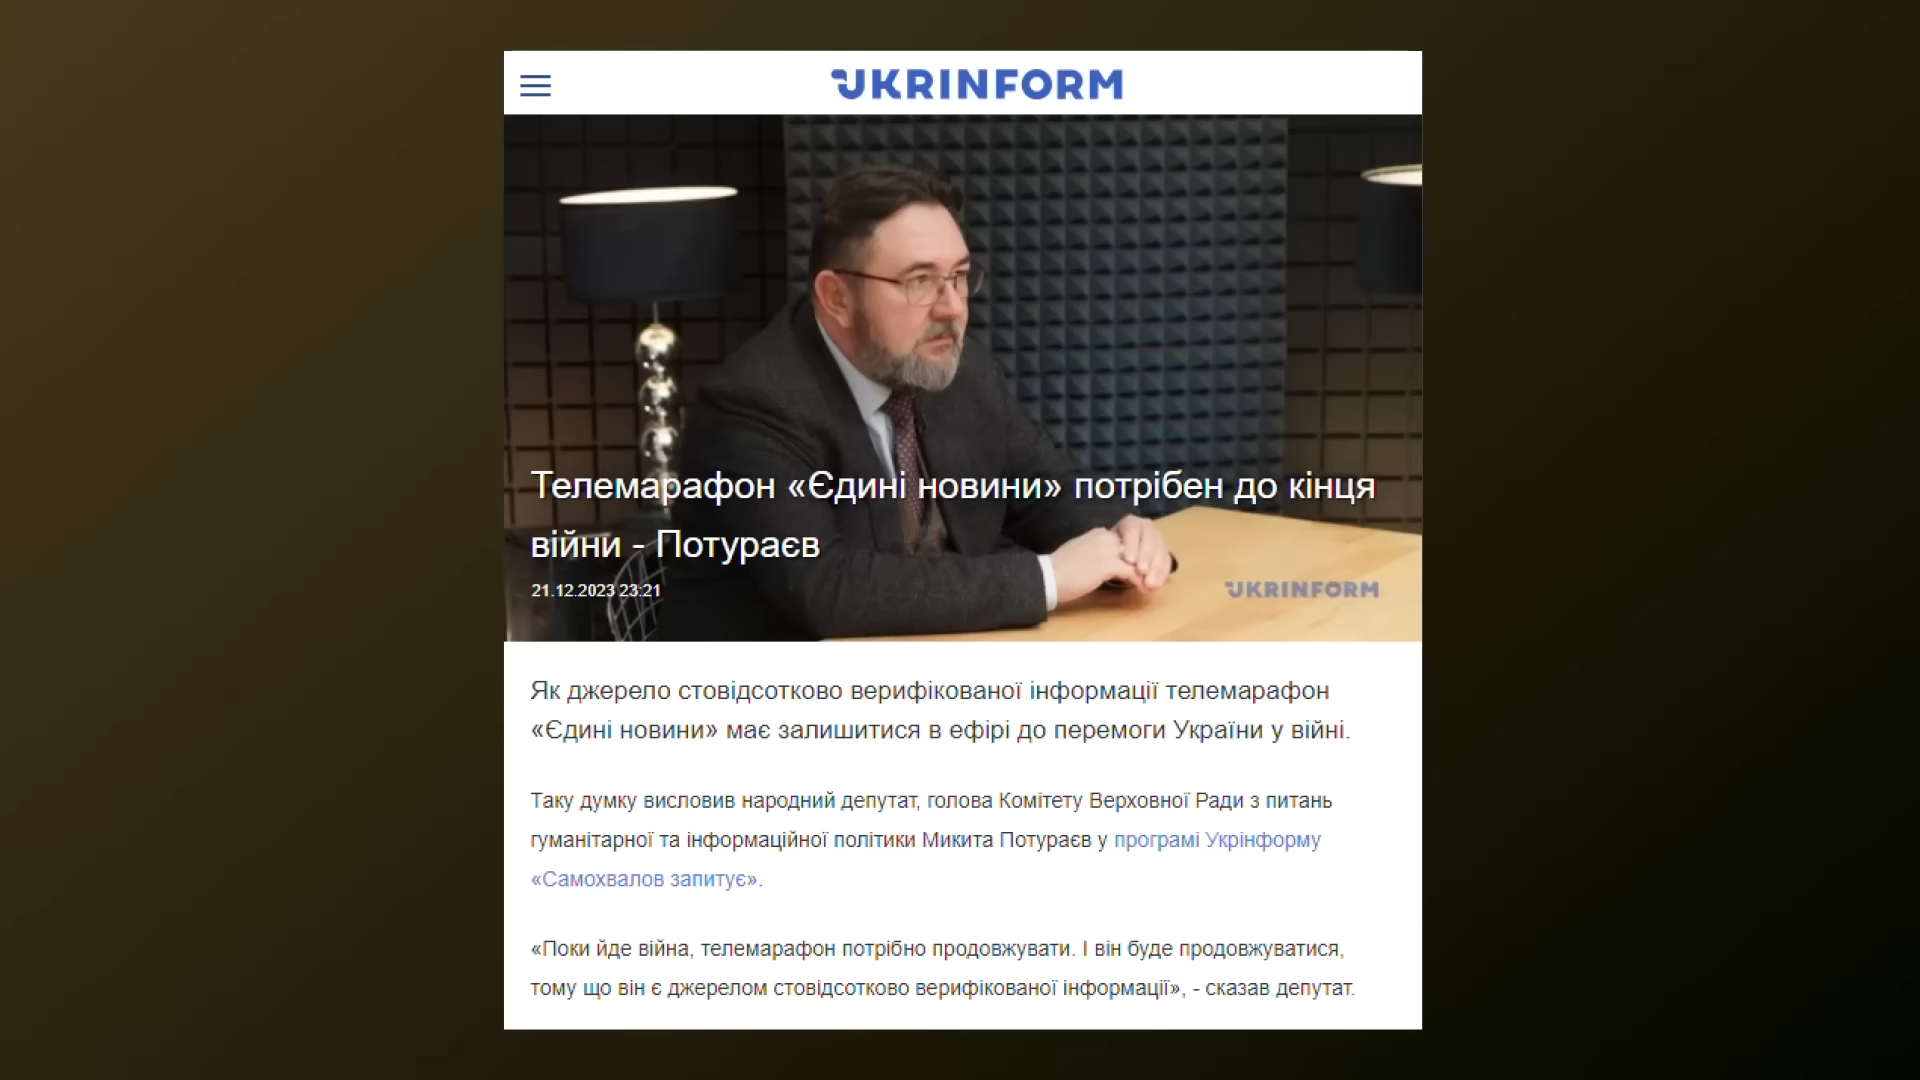 UKRINFORM
Телемарафон «Єдині новини» потрібен до кінця
війни - Потураєв
21.12.2023 23:21
UKRINFORM
Як джерело стовідсотково верифікованої інформації телемарафон
«Єдині новини» має залишитися в ефірі до перемоги України у війні.
Таку думку висловив народний депутат, голова Комітету Верховної Ради з питань
гуманітарної та інформаційної політики Микита Потураєв у програмі Укрінформу
«Самохвалов запитує».
«Поки йде війна, телемарафон потрібно продовжувати. І він буде продовжуватися,
тому що він є джерелом стовідсотково верифікованої інформації», - сказав депутат.